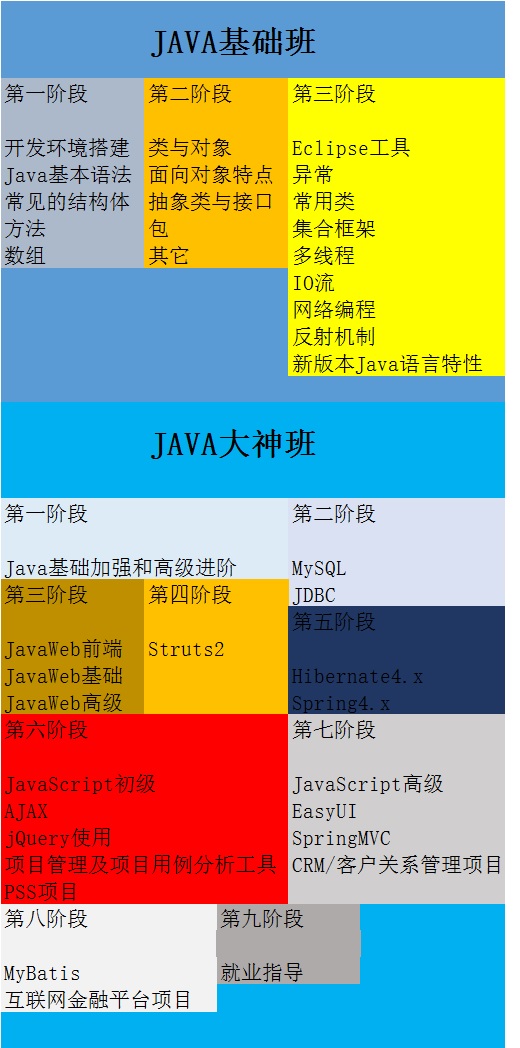 JAVA基础班
第一阶段
开发环境搭建
Java基本语法
常见的结构体
方法
数组
第二阶段
类与对象
面向对象特点
抽象类与接口
包
其它
第三阶段
Eclipse工具
异常
常用类
集合框架
多线程
IO流
网络编程
反射机制
新版本Java语言特性
JAVA大神班
第一阶段
Java基础加强和高级进阶
第二阶段
MySQL
JDBC
第三阶段
JavaWeb前端
JavaWeb基础
JavaWeb高级
第四阶段
Struts2
第五阶段
Hibernate4.x
Spring4.x
第六阶段
JavaScript初级
AJAX
jQuery使用
项目管理及项目用例分析工具
PSS项目
第七阶段
JavaScript高级
EasyUI
SpringMVC
CRM/客户关系管理项目
第八阶段
MyBatis
互联网金融平台项目
第九阶段
就业指导